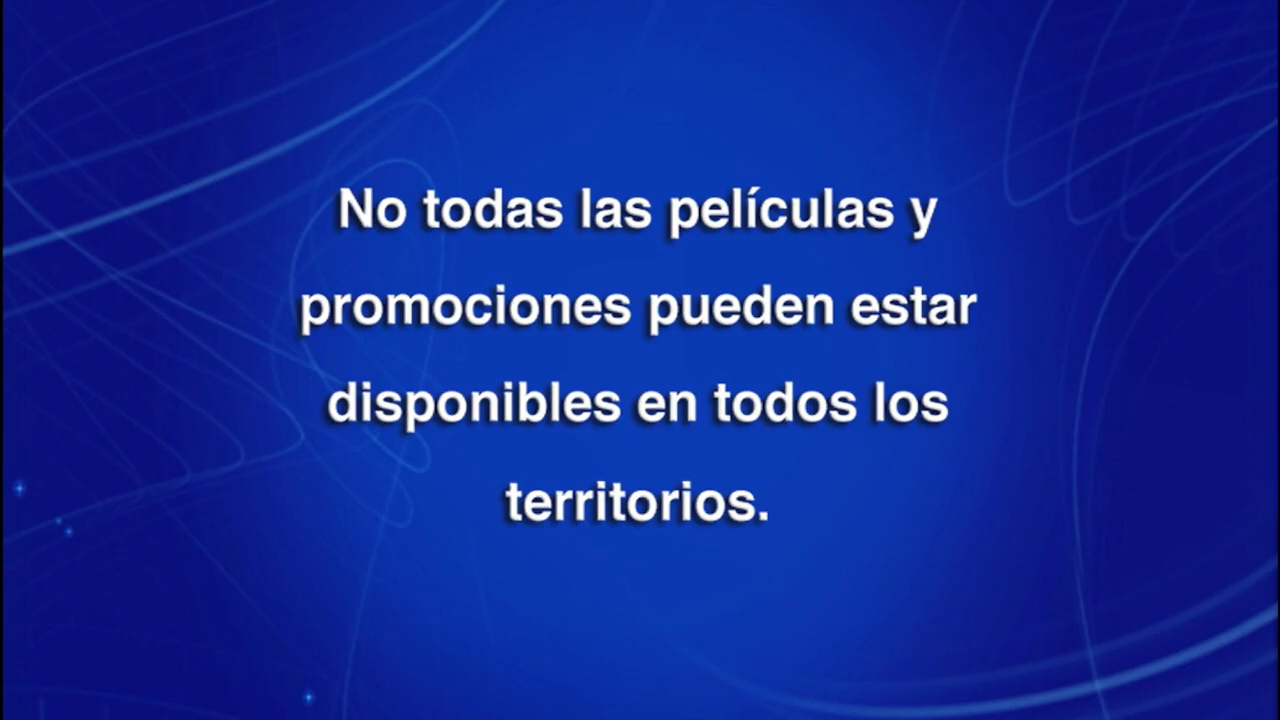 No todas las películas y
promociones pueden estar
disponibles en todos los
territorios.